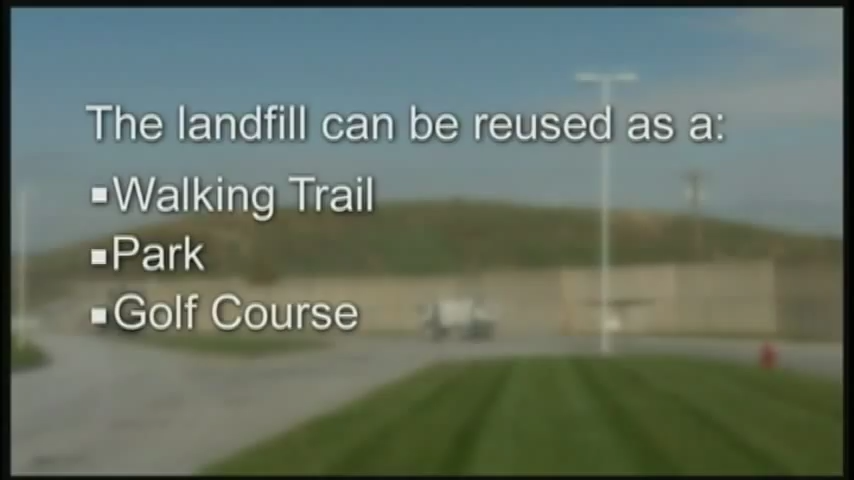 The landfill can be reused as a:
▪Walking Trail
▪Park
▪Golf Course